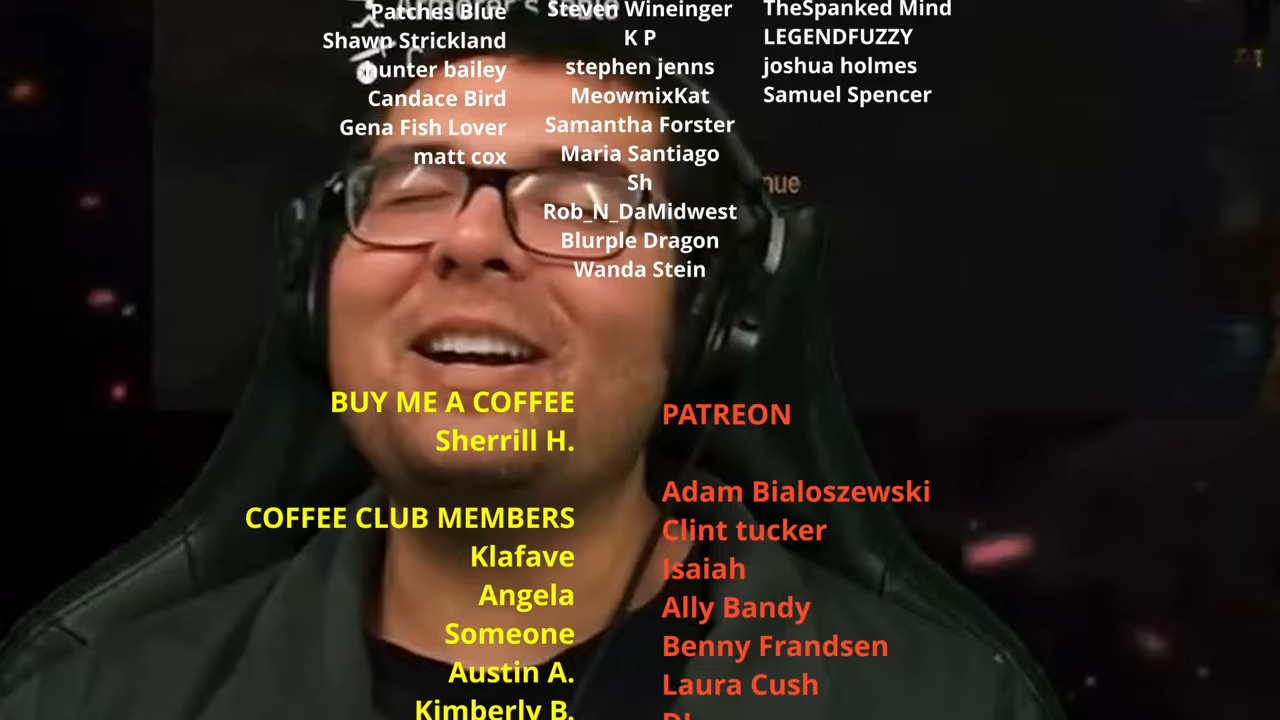 Patches Blue
Shawn Strickland
hunter bailey
Candace Bird
Gena Fish Lover
matt cox
Steven Wineinger
K P
stephen jenns
MeowmixKat
Samantha Forster
Maria Santiago
Sh
Rob_N_DaMidwest
Blurple Dragon
Wanda Stein
TheSpanked Mind
LEGENDFUZZY
joshua holmes
Samuel Spencer
BUY ME A COFFEE
Sherrill H.
COFFEE CLUB MEMBERS
Klafave
Angela
Someone
Austin A.
Kimberly B.
PATREON
Adam Bialoszewski
Clint tucker
Isaiah
Ally Bandy
Benny Frandsen
Laura Cush